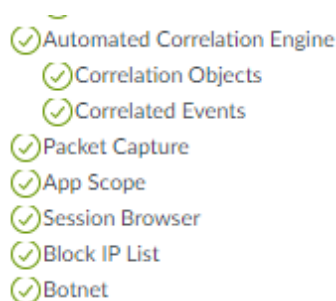 Automated Correlation Engine
Correlation Objects
Correlated Events
Packet Capture
App Scope
Session Browser
Block IP List
Botnet